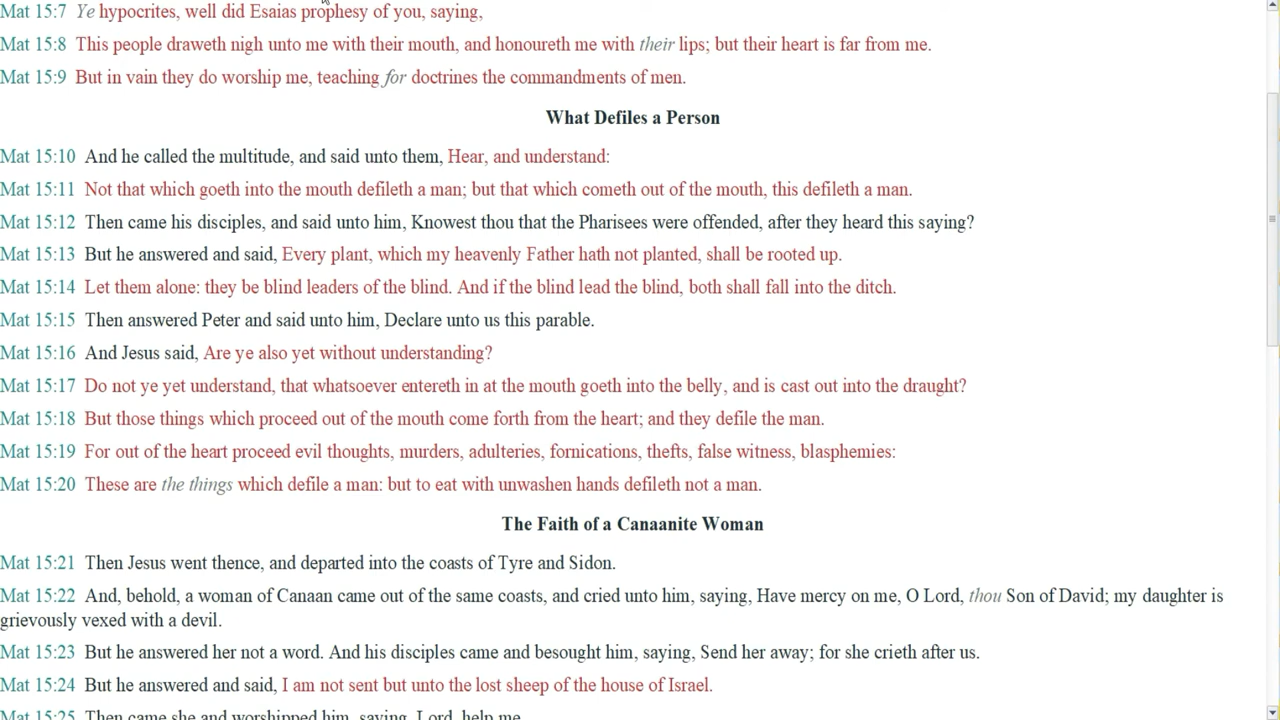 Mat 15:7 Ye hypocrites, well did Esaias prophesy of you, saying,
Mat 15:8 This people draweth nigh unto me with their mouth, and honoureth me with their lips; but their heart is far from me.
Mat 15:9 But in vain they do worship me, teaching for doctrines the commandments of men.
What Defiles a Person
Mat 15:10 And he called the multitude, and said unto them, Hear, and understand:
Mat 15:11 Not that which goeth into the mouth defileth a man; but that which cometh out of the mouth, this defileth a man.
Mat 15:12 Then came his disciples, and said unto him, Knowest thou that the Pharisees were offended, after they heard this saying?
Mat 15:13 But he answered and said, Every plant, which my heavenly Father hath not planted, shall be rooted up.
Mat 15:14 Let them alone: they be blind leaders of the blind. And if the blind lead the blind, both shall fall into the ditch.
Mat 15:15 Then answered Peter and said unto him, Declare unto us this parable.
Mat 15:16 And Jesus said, Are ye also yet without understanding?
Mat 15:17 Do not ye yet understand, that whatsoever entereth in at the mouth goeth into the belly, and is cast out into the draught?
Mat 15:18 But those things which proceed out of the mouth come forth from the heart; and they defile the man.
Mat 15:19 For out of the heart proceed evil thoughts, murders, adulteries, fornications, thefts, false witness, blasphemies:
Mat 15:20 These are the things which defile a man: but to eat with unwashen hands defileth not a man.
The Faith of a Canaanite Woman
Mat 15:21 Then Jesus went thence, and departed into the coasts of Tyre and Sidon.
Mat 15:22 And, behold, a woman of Canaan came out of the same coasts, and cried unto him, saying, Have mercy on me, O Lord, thou Son of David; my daughter is
grievously vexed with a devil.
Mat 15:23 But he answered her not a word. And his disciples came and besought him, saying, Send her away; for she crieth after us.
Mat 15:24 But he answered and said, I am not sent but unto the lost sheep of the house of Israel.
Mat 15:25 Then came she and worshipped him, saying, Lord, help me.